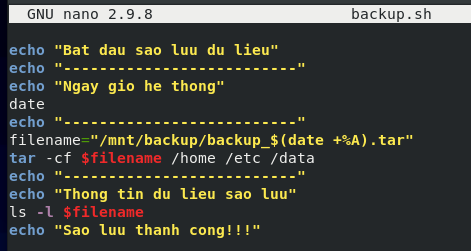 GNU nano 2.9.8 backup.sh
echo "Bat dau sao luu du lieu"
echo "--------------------------"
echo "Ngay gio he thong"
date
echo "--------------------------"
filename="/mnt/backup/backup_$(date +%A).tar"
tar -cf $filename /home /etc /data
echo "--------------------------"
echo "Thong tin du lieu sao luu"
ls -l $filename
echo "Sao luu thanh cong!!!"